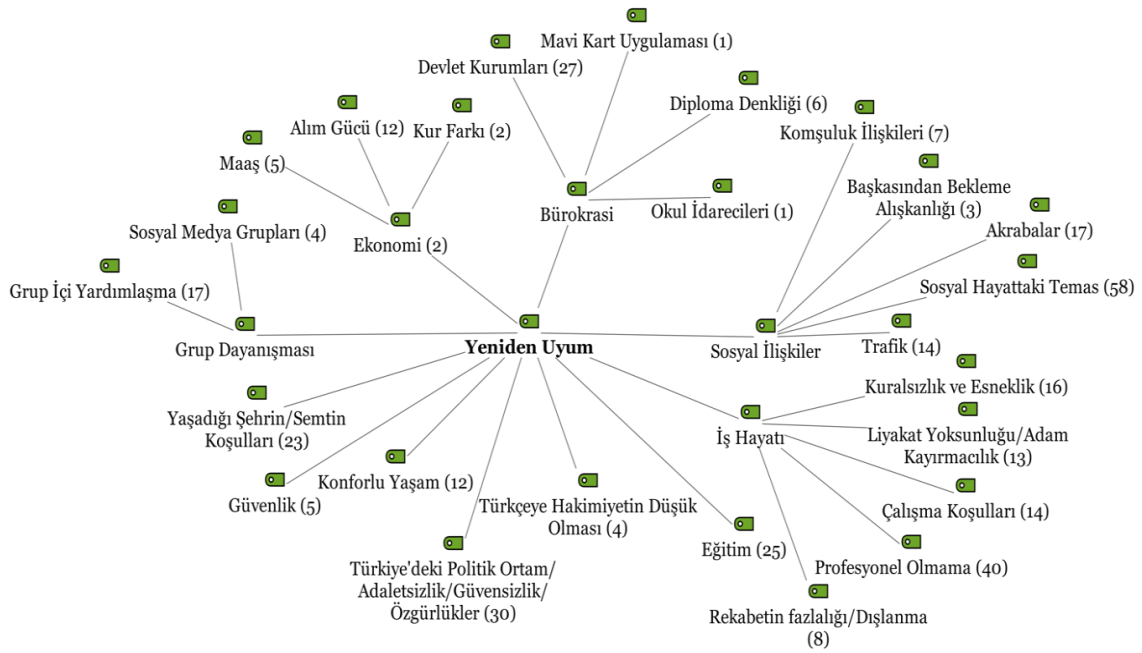 Mavi Kart Uygulaması (1)
Devlet Kurumları (27)
Diploma Denkliği (6)
Alım Gücü (12)
Kur Farkı (2)
Komşuluk İlişkileri (7)
Maaş (5)
Başkasından Bekleme
Alışkanlığı (3)
Bürokrasi
Okul İdarecileri (1)
Sosyal Medya Grupları (4)
Ekonomi (2)
Akrabalar (17)
Grup İçi Yardımlaşma (17)
Sosyal Hayattaki Temas (58)
Grup Dayanışması
Yeniden Uyum
Sosyal İlişkiler
Trafik (14)
Kuralsızlık ve Esneklik (16)
Yaşadığı Şehrin/Semtin
Koşulları (23)
İş Hayatı
Liyakat Yoksunluğu/Adam
Kayırmacılık (13)
Konforlu Yaşam (12)
Güvenlik (5)
Türkçeye Hakimiyetin Düşük
Olması (4)
Çalışma Koşulları (14)
Eğitim (25)
Profesyonel Olmama (40)
Türkiye'deki Politik Ortam/
Adaletsizlik/Güvensizlik/
Özgürlükler (30)
Rekabetin fazlalığı/Dışlanma
(8)